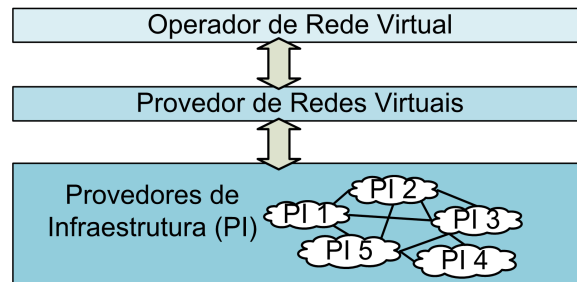 Operador de Rede Virtual
Provedor de Redes Virtuais
Provedores de
Infraestrutura (PI)
PI 2
PI 1
PI 3
PI 5
PI 4